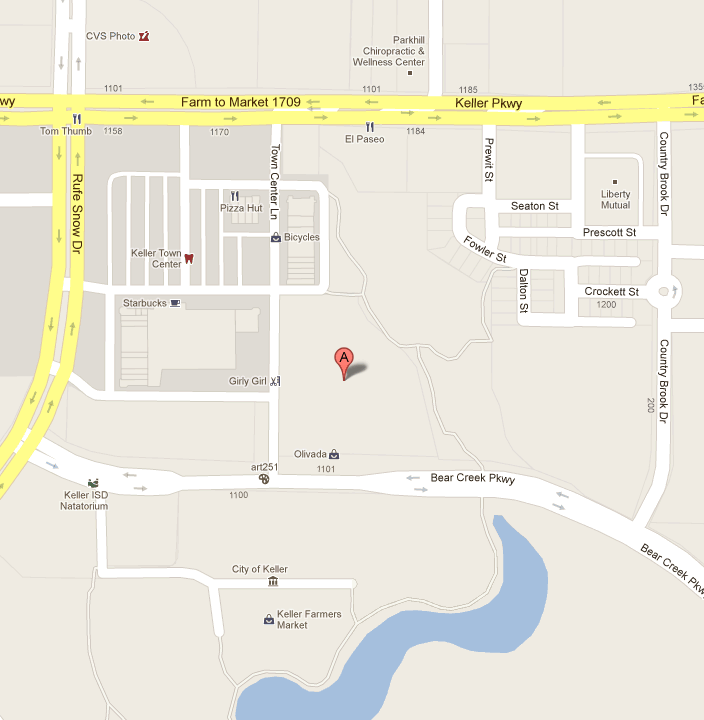 CVS Photo
Parkhill
Chiropractic &
Wellness Center
1101
1101
1185
135
wy
Farm to Market 1709
Keller Pkwy
Fa
Tom Thumb
1158
1170
El Paseo
1184
Town Center Ln
Prewit St
Country Brook Dr
Rufe Snow Dr
Pizza Hut
Liberty
Mutual
Seaton St
Bicycles
Prescott St
Keller Town
Center
Fowler St
Dalton St
Crockett St
1200
Starbucks
A
Girly Girl
Country Brook Dr
200
Olivada
art251
1101
Bear Creek Pkwy
Keller ISD
Natatorium
1100
Bear Creek Pkw
City of Keller
Keller Farmers
Market